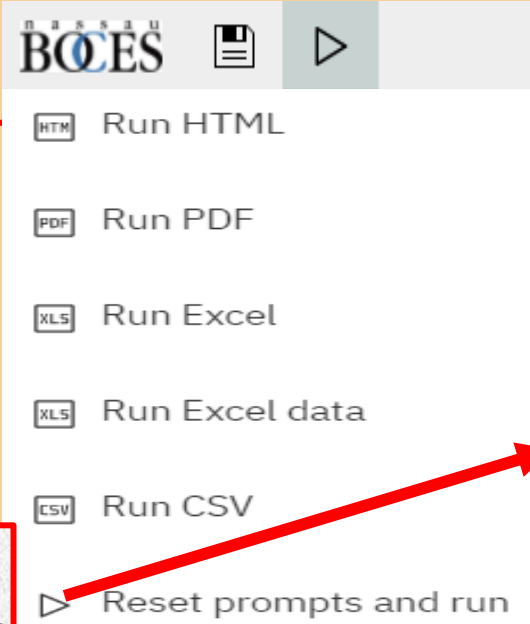 nassau
BOCES
HTM Run HTML
PDF Run PDF
XLS Run Excel
XLS Run Excel data
CSV Run CSV
Reset prompts and run